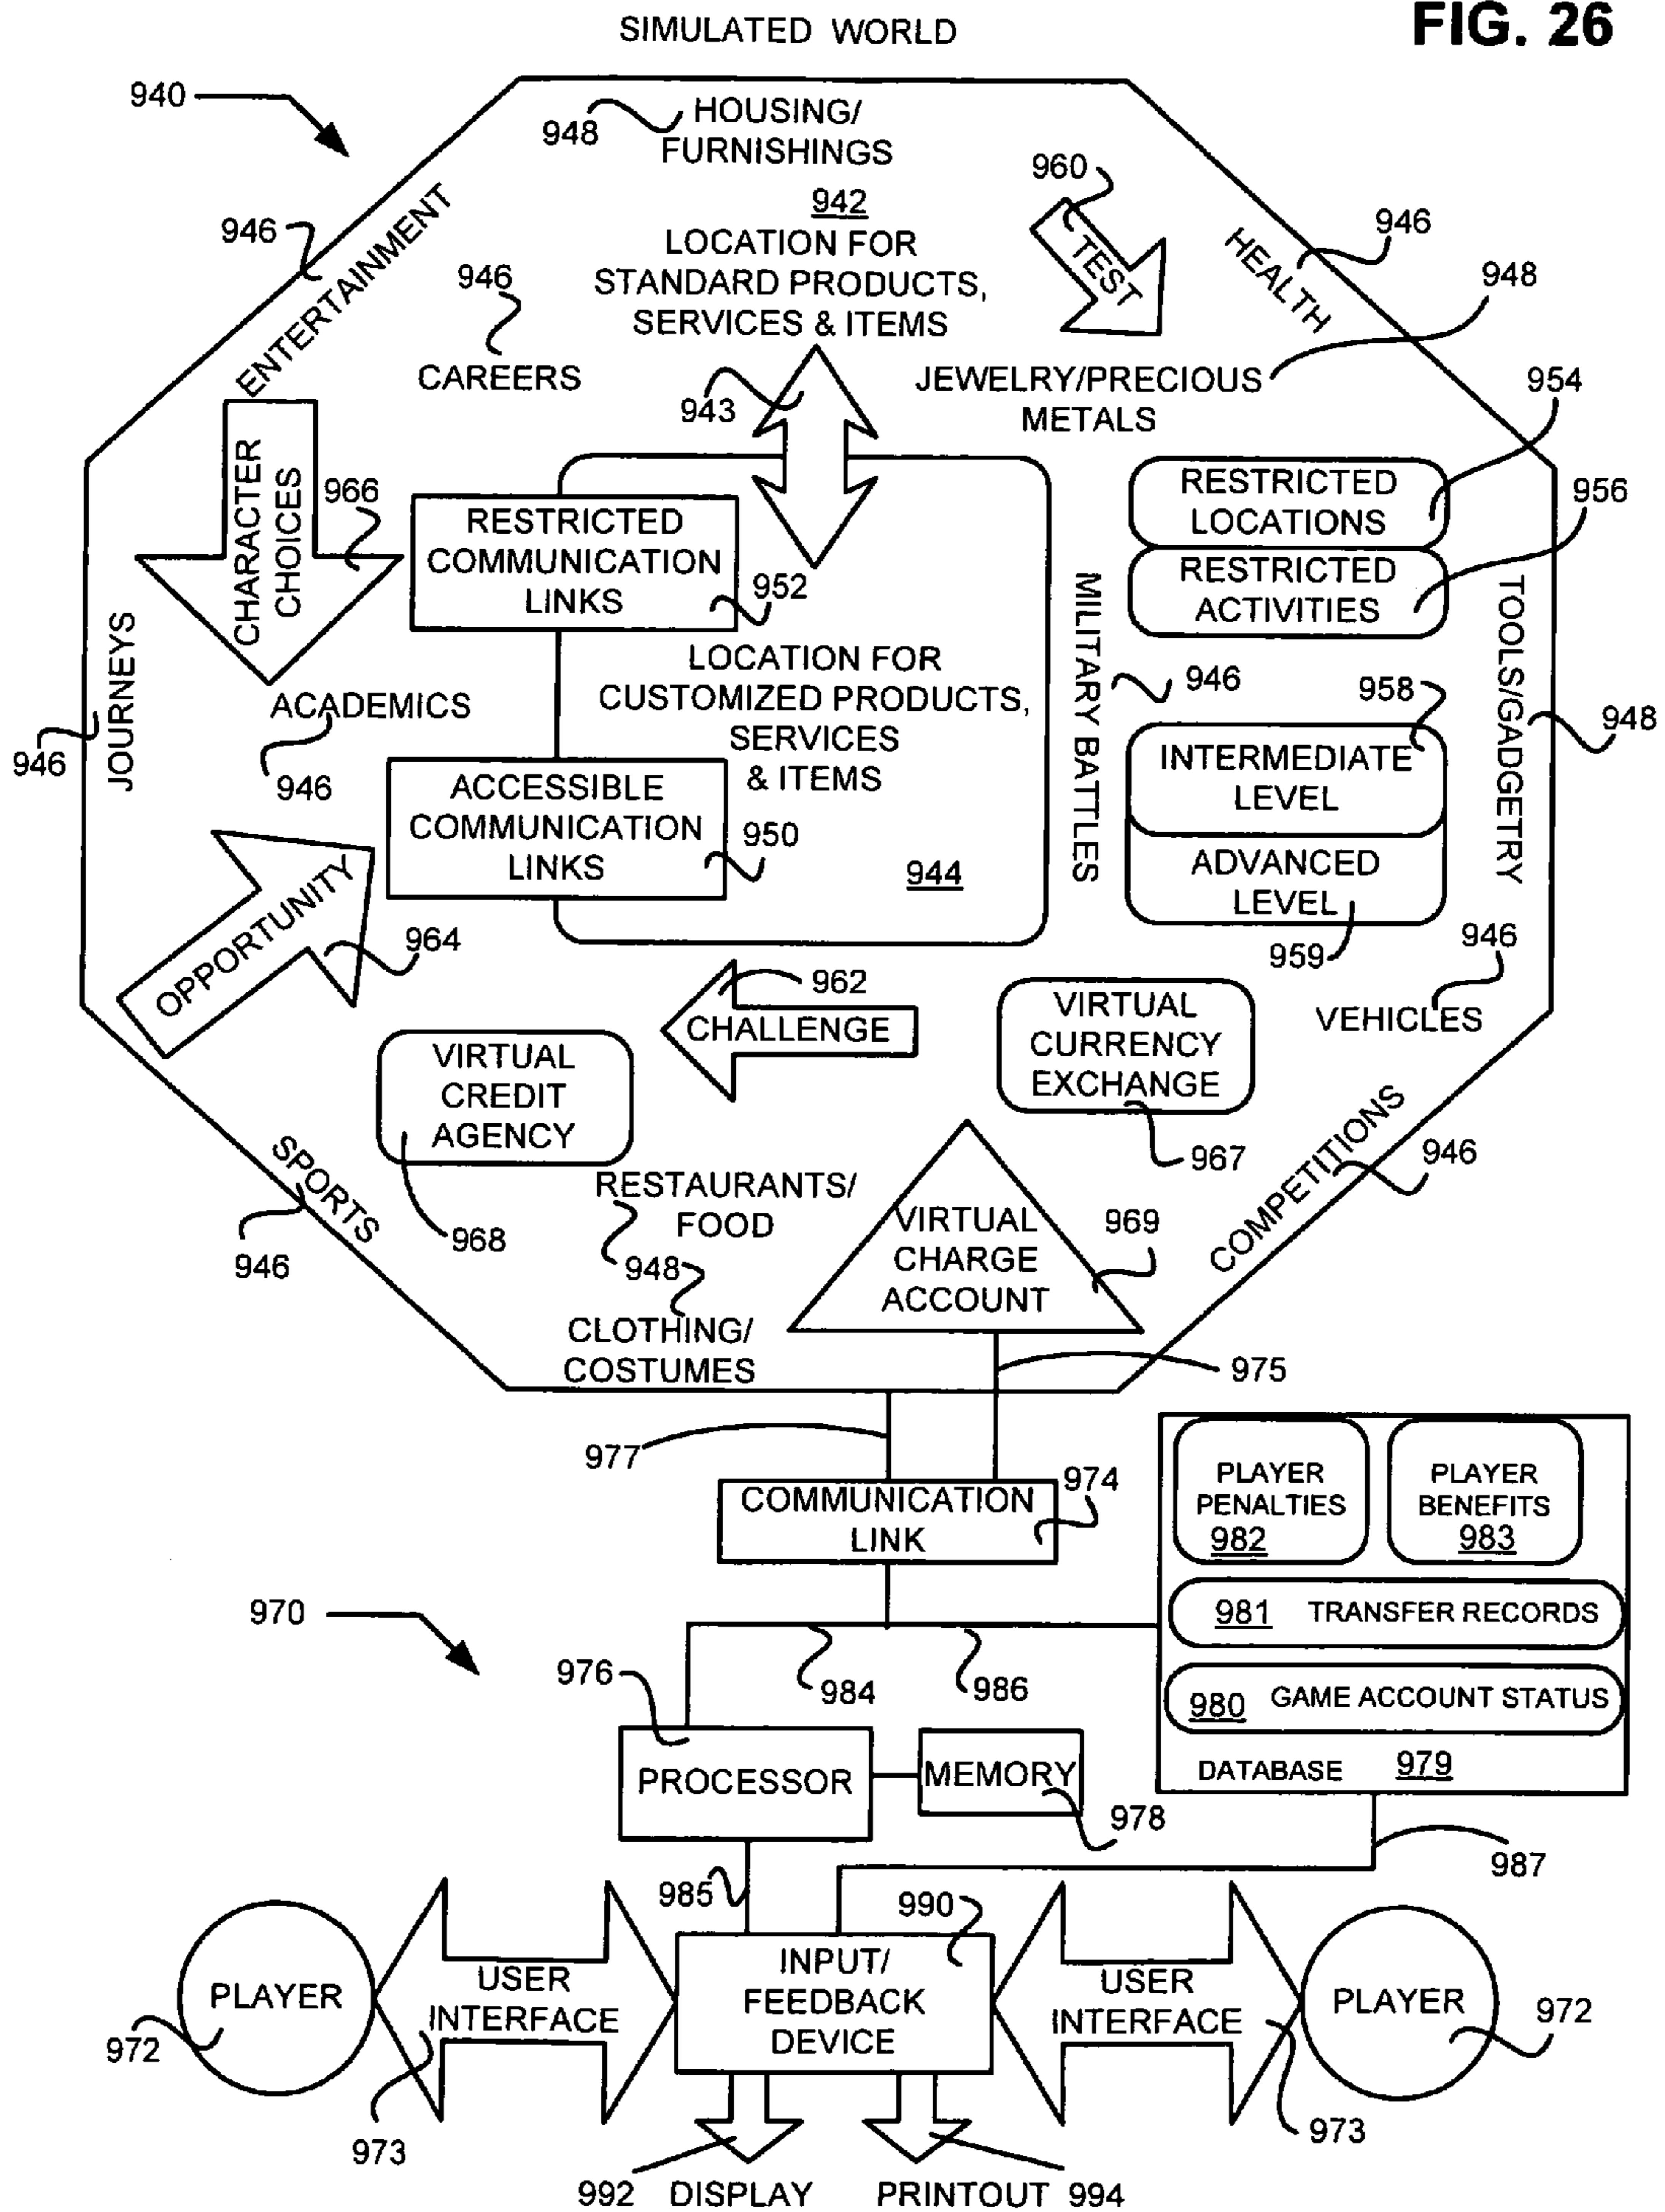 FIG. 26
SIMULATED WORLD
940
948
HOUSING/
FURNISHINGS
960
TEST
946
ENTERTAINMENT
942
LOCATION FOR
STANDARD PRODUCTS,
SERVICES & ITEMS
946
HEALTH
948
946
CAREERS
943
JEWELRY/PRECIOUS
METALS
954
CHARACTER
CHOICES
966
RESTRICTED
COMMUNICATION
LINKS
952
RESTRICTED
LOCATIONS
956
RESTRICTED
ACTIVITIES
JOURNEYS
946
ACADEMICS
946
LOCATION FOR
CUSTOMIZED PRODUCTS,
SERVICES
& ITEMS
MILITARY BATTLES
946
958
TOOLS/GADGETRY
948
INTERMEDIATE
LEVEL
ADVANCED
LEVEL
959
ACCESSIBLE
COMMUNICATION
LINKS
950
944
OPPORTUNITY
964
946
VEHICLES
962
CHALLENGE
VIRTUAL
CURRENCY
EXCHANGE
967
VIRTUAL
CREDIT
AGENCY
968
SPORTS
946
RESTAURANTS/
FOOD
948
CLOTHING/
COSTUMES
VIRTUAL
CHARGE
ACCOUNT
969
COMPETITIONS
946
975
977
COMMUNICATION
LINK
974
PLAYER
PENALTIES
982
PLAYER
BENEFITS
983
981 TRANSFER RECORDS
980 GAME ACCOUNT STATUS
DATABASE 979
970
984
986
976
PROCESSOR
MEMORY
978
987
985
990
PLAYER
972
USER
INTERFACE
973
INPUT/
FEEDBACK
DEVICE
USER
INTERFACE
973
PLAYER
972
992 DISPLAY
PRINTOUT 994